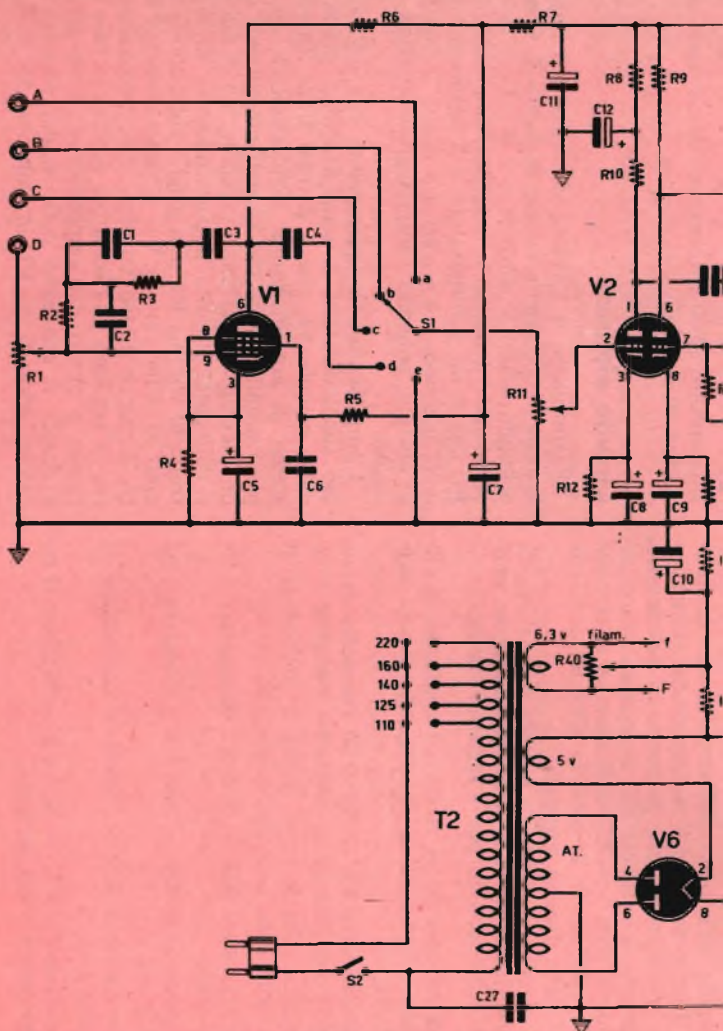 R6 R7
A
R8 R9
C11
C12
B
R10
C
C1 C3 C4
D
R3
a
V1 V2
R2
C2
b
6
S1
1 6
c
8 1
2 7
9
R1
d
3
3 8
e
R11
R5
R4
C5 C6
C7
R12
C8 C9
C10
220 6,3 v filam. f
160 R40
140
125 F
110
5 v
T2 V6
AT.
4 2
6 8
S2
C27